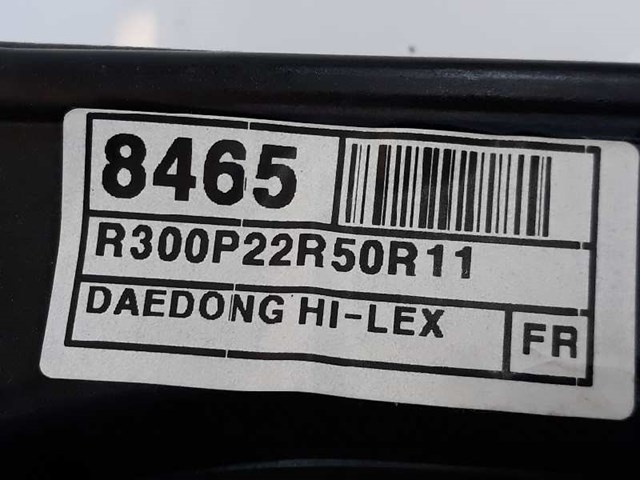 8465
R300P22R50R11
DAEDONG HI-LEX
FR